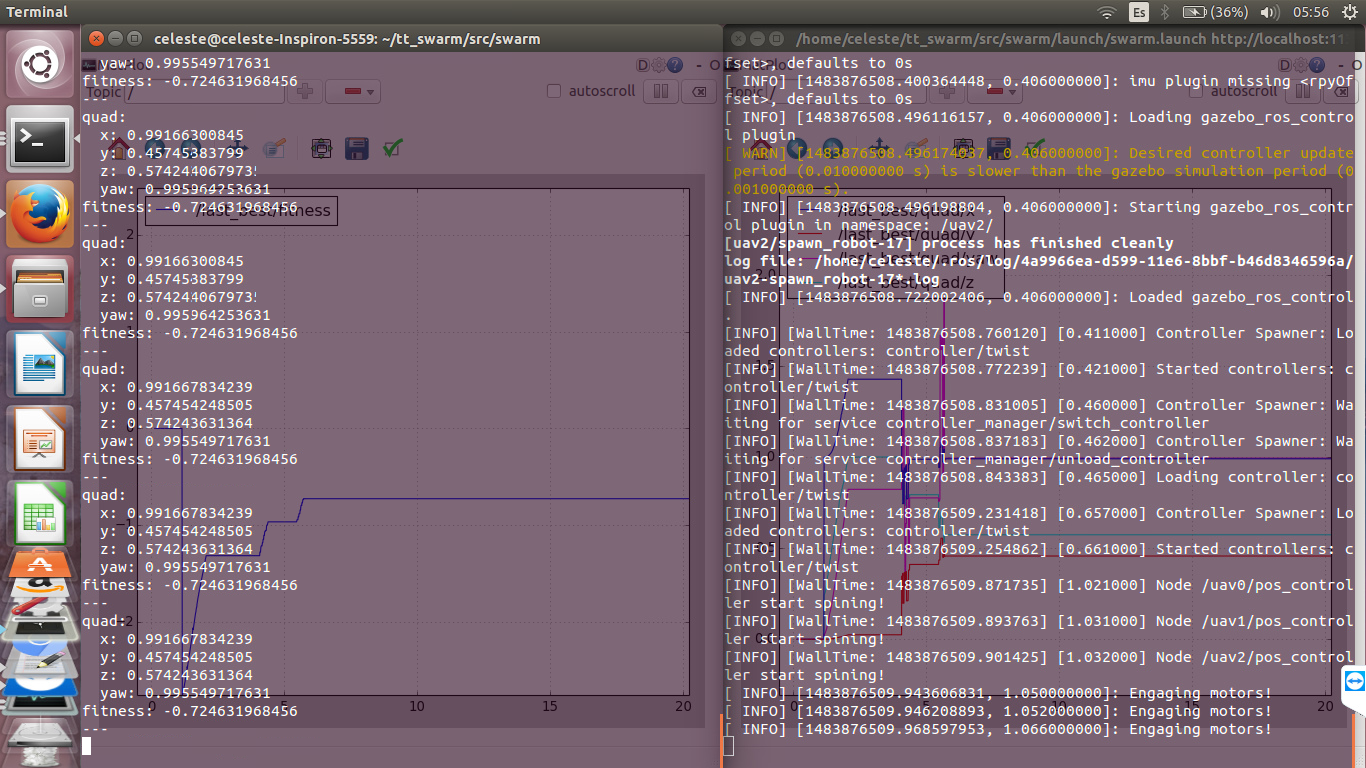 Terminal
Es
(36%)
05:56
celeste@celeste-Inspiron-5559: ~/tt_swarm/src/swarm
yaw: 0.995549717631
fitness: -0.724631968456
---
quad:
x: 0.99166300845
y: 0.45745383799
z: 0.574244067973
yaw: 0.995964253631
fitness: -0.724631968456
---
quad:
x: 0.99166300845
y: 0.45745383799
z: 0.574244067973
yaw: 0.995964253631
fitness: -0.724631968456
---
quad:
x: 0.991667834239
y: 0.457454248505
z: 0.574243631364
yaw: 0.995549717631
fitness: -0.724631968456
---
quad:
x: 0.991667834239
y: 0.457454248505
z: 0.574243631364
yaw: 0.995549717631
fitness: -0.724631968456
---
quad:
x: 0.991667834239
y: 0.457454248505
z: 0.574243631364
yaw: 0.995549717631
fitness: -0.724631968456
---
Topic /
autoscroll
/last_best/fitness
2
0
5
10
15
20
/home/celeste/tt_swarm/src/swarm/launch/swarm.launch http://localhost:11
fset>, defaults to 0s
[ INFO] [1483876508.400364448, 0.406000000]: imu plugin missing <rpyOf
fset>, defaults to 0s
[ INFO] [1483876508.496116157, 0.406000000]: Loading gazebo_ros_contro
l plugin
[ WARN] [1483876508.496174037, 0.406000000]: Desired controller update
period (0.010000000 s) is slower than the gazebo simulation period (0
.001000000 s).
[ INFO] [1483876508.496198804, 0.406000000]: Starting gazebo_ros_contr
ol plugin in namespace: /uav2/
[uav2/spawn_robot-17] process has finished cleanly
log file: /home/celeste/.ros/log/4a9966ea-d599-11e6-8bbf-b46d8346596a/
uav2-spawn_robot-17*.log
[ INFO] [1483876508.722002406, 0.406000000]: Loaded gazebo_ros_control
.
[INFO] [WallTime: 1483876508.760120] [0.411000] Controller Spawner: Lo
aded controllers: controller/twist
[INFO] [WallTime: 1483876508.772239] [0.421000] Started controllers: c
ontroller/twist
[INFO] [WallTime: 1483876508.831005] [0.460000] Controller Spawner: Wa
iting for service controller_manager/switch_controller
[INFO] [WallTime: 1483876508.837183] [0.462000] Controller Spawner: Wa
iting for service controller_manager/unload_controller
[INFO] [WallTime: 1483876508.843383] [0.465000] Loading controller: co
ntroller/twist
[INFO] [WallTime: 1483876509.231418] [0.657000] Controller Spawner: Lo
aded controllers: controller/twist
[INFO] [WallTime: 1483876509.254862] [0.661000] Started controllers: c
ontroller/twist
[INFO] [WallTime: 1483876509.871735] [1.021000] Node /uav0/pos_control
ler start spining!
[INFO] [WallTime: 1483876509.893763] [1.031000] Node /uav1/pos_control
ler start spining!
[INFO] [WallTime: 1483876509.901425] [1.032000] Node /uav2/pos_control
ler start spining!
[ INFO] [1483876509.943606831, 1.050000000]: Engaging motors!
[ INFO] [1483876509.946208893, 1.052000000]: Engaging motors!
[ INFO] [1483876509.968597953, 1.066000000]: Engaging motors!
Topic
autoscroll
/last_best/quad/x
/last_best/quad/y
/last_best/quad/yaw
/last_best/quad/z
0
5
10
15
20